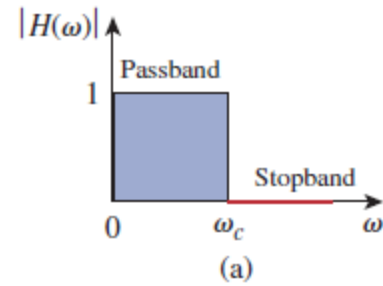 |H(ω)|
Passband
1
Stopband
0
ω_c
ω
(a)